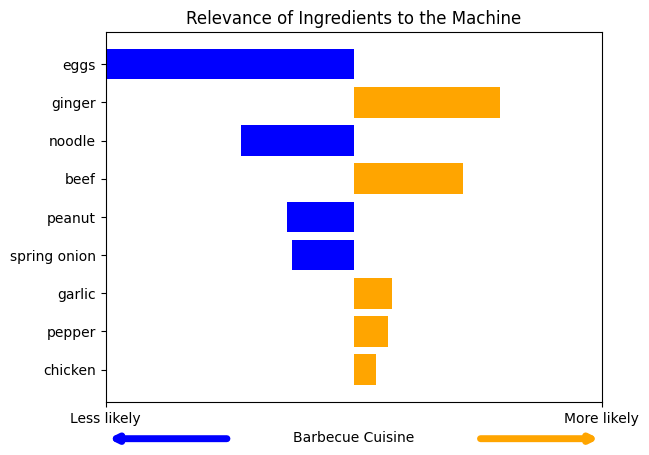 Relevance of Ingredients to the Machine
eggs
ginger
noodle
beef
peanut
spring onion
garlic
pepper
chicken
Less likely
More likely
Barbecue Cuisine